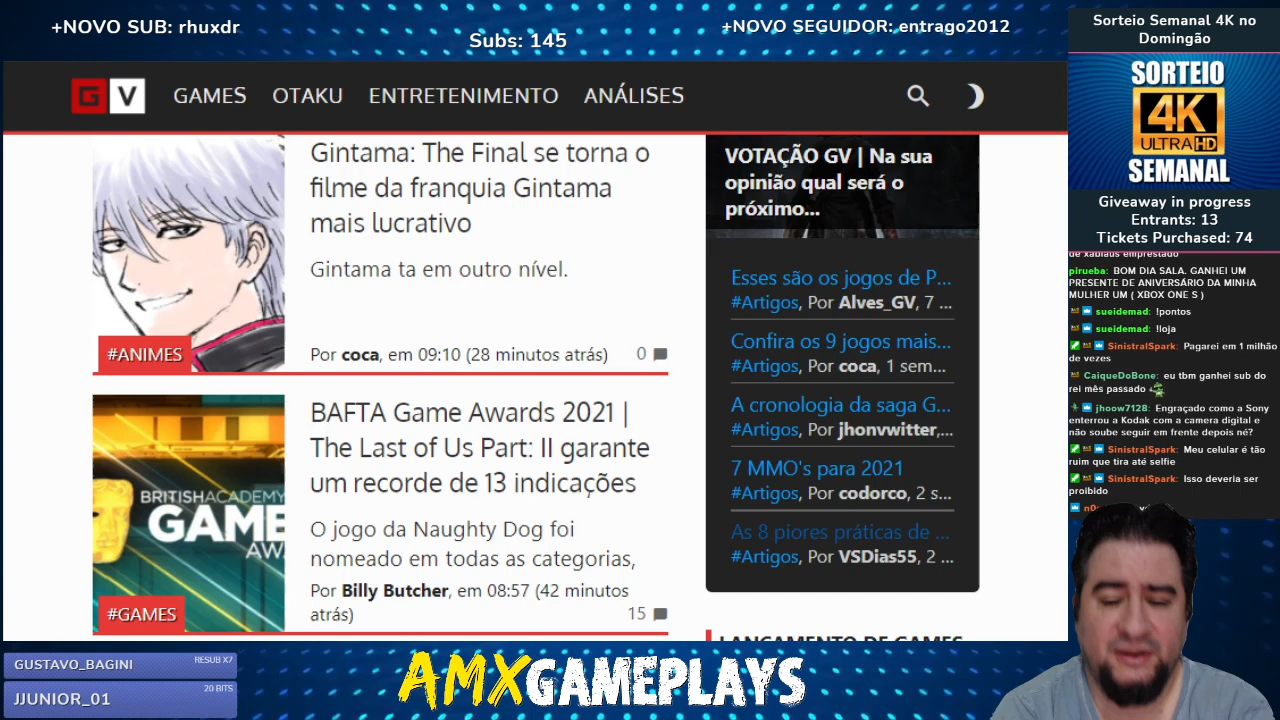 +NOVO SUB: rhuxdr
Subs: 145
+NOVO SEGUIDOR: entrago2012
Sorteio Semanal 4K no
Domingão
SORTEIO
4K
ULTRA HD
SEMANAL
Giveaway in progress
Entrants: 13
Tickets Purchased: 74
G V
GAMES OTAKU ENTRETENIMENTO ANÁLISES
Gintama: The Final se torna o
filme da franquia Gintama
mais lucrativo
Gintama ta em outro nível.
#ANIMES
Por coca, em 09:10 (28 minutos atrás)
0
BAFTA Game Awards 2021 |
The Last of Us Part: II garante
um recorde de 13 indicações
O jogo da Naughty Dog foi
nomeado em todas as categorias,
Por Billy Butcher, em 08:57 (42 minutos
atrás)
15
BRITISH ACADEMY
GAME
AW
#GAMES
VOTAÇÃO GV | Na sua
opinião qual será o
próximo...
Esses são os jogos de P...
#Artigos, Por Alves_GV, 7 ...
Confira os 9 jogos mais...
#Artigos, Por coca, 1 sem...
A cronologia da saga G...
#Artigos, Por jhonvwitter,...
7 MMO's para 2021
#Artigos, Por codorco, 2 s...
As 8 piores práticas de ...
#Artigos, Por VSDias55, 2 ...
LANÇAMENTO DE GAMES
de xablaus emprestado
pirueba: BOM DIA SALA. GANHEI UM
PRESENTE DE ANIVERSÁRIO DA MINHA
MULHER UM ( XBOX ONE S )
sueidemad: !pontos
sueidemad: !loja
SinistralSpark: Pagarei em 1 milhão
de vezes
CaiqueDoBone: eu tbm ganhei sub do
rei mês passado
jhoow7128: Engraçado como a Sony
enterrou a Kodak com a camera digital e
não soube seguir em frente depois né?
SinistralSpark: Meu celular é tão
ruim que tira até selfie
SinistralSpark: Isso deveria ser
proibido
GUSTAVO_BAGINI
RESUB X7
JJUNIOR_01
20 BITS
AMXGAMEPLAYS